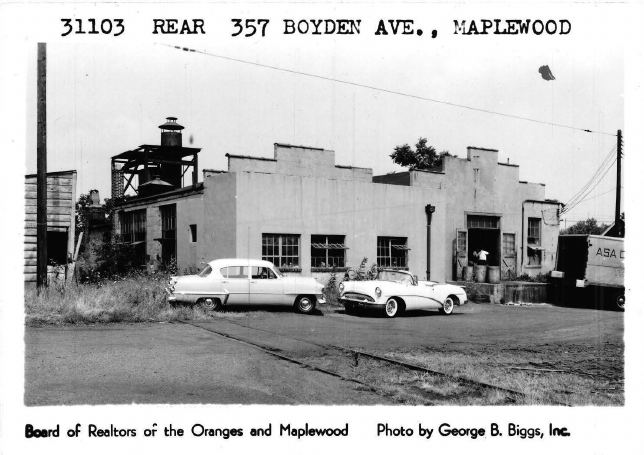 31103 REAR 357 BOYDEN AVE., MAPLEWOOD
ASA
Board of Realtors of the Oranges and Maplewood Photo by George B. Biggs, Inc.